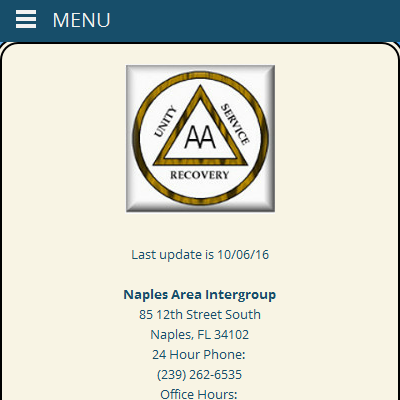 MENU
UNITY
SERVICE
AA
RECOVERY
Last update is 10/06/16
Naples Area Intergroup
85 12th Street South
Naples, FL 34102
24 Hour Phone:
(239) 262-6535
Office Hours: